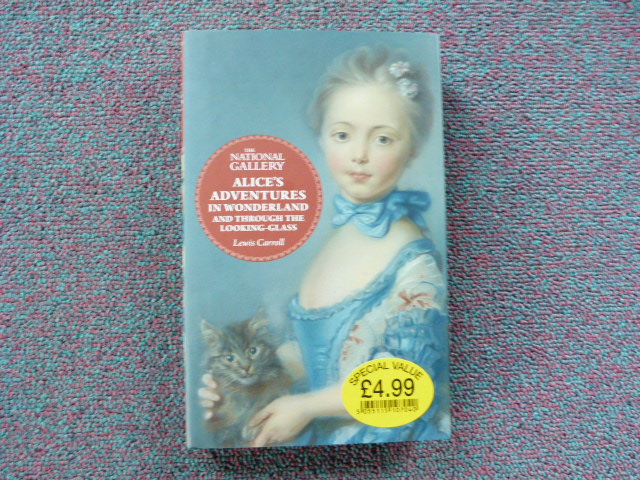 THE
NATIONAL
GALLERY
ALICE'S
ADVENTURES
IN WONDERLAND
AND THROUGH THE
LOOKING-GLASS
Lewis Carroll
SPECIAL VALUE
£4.99